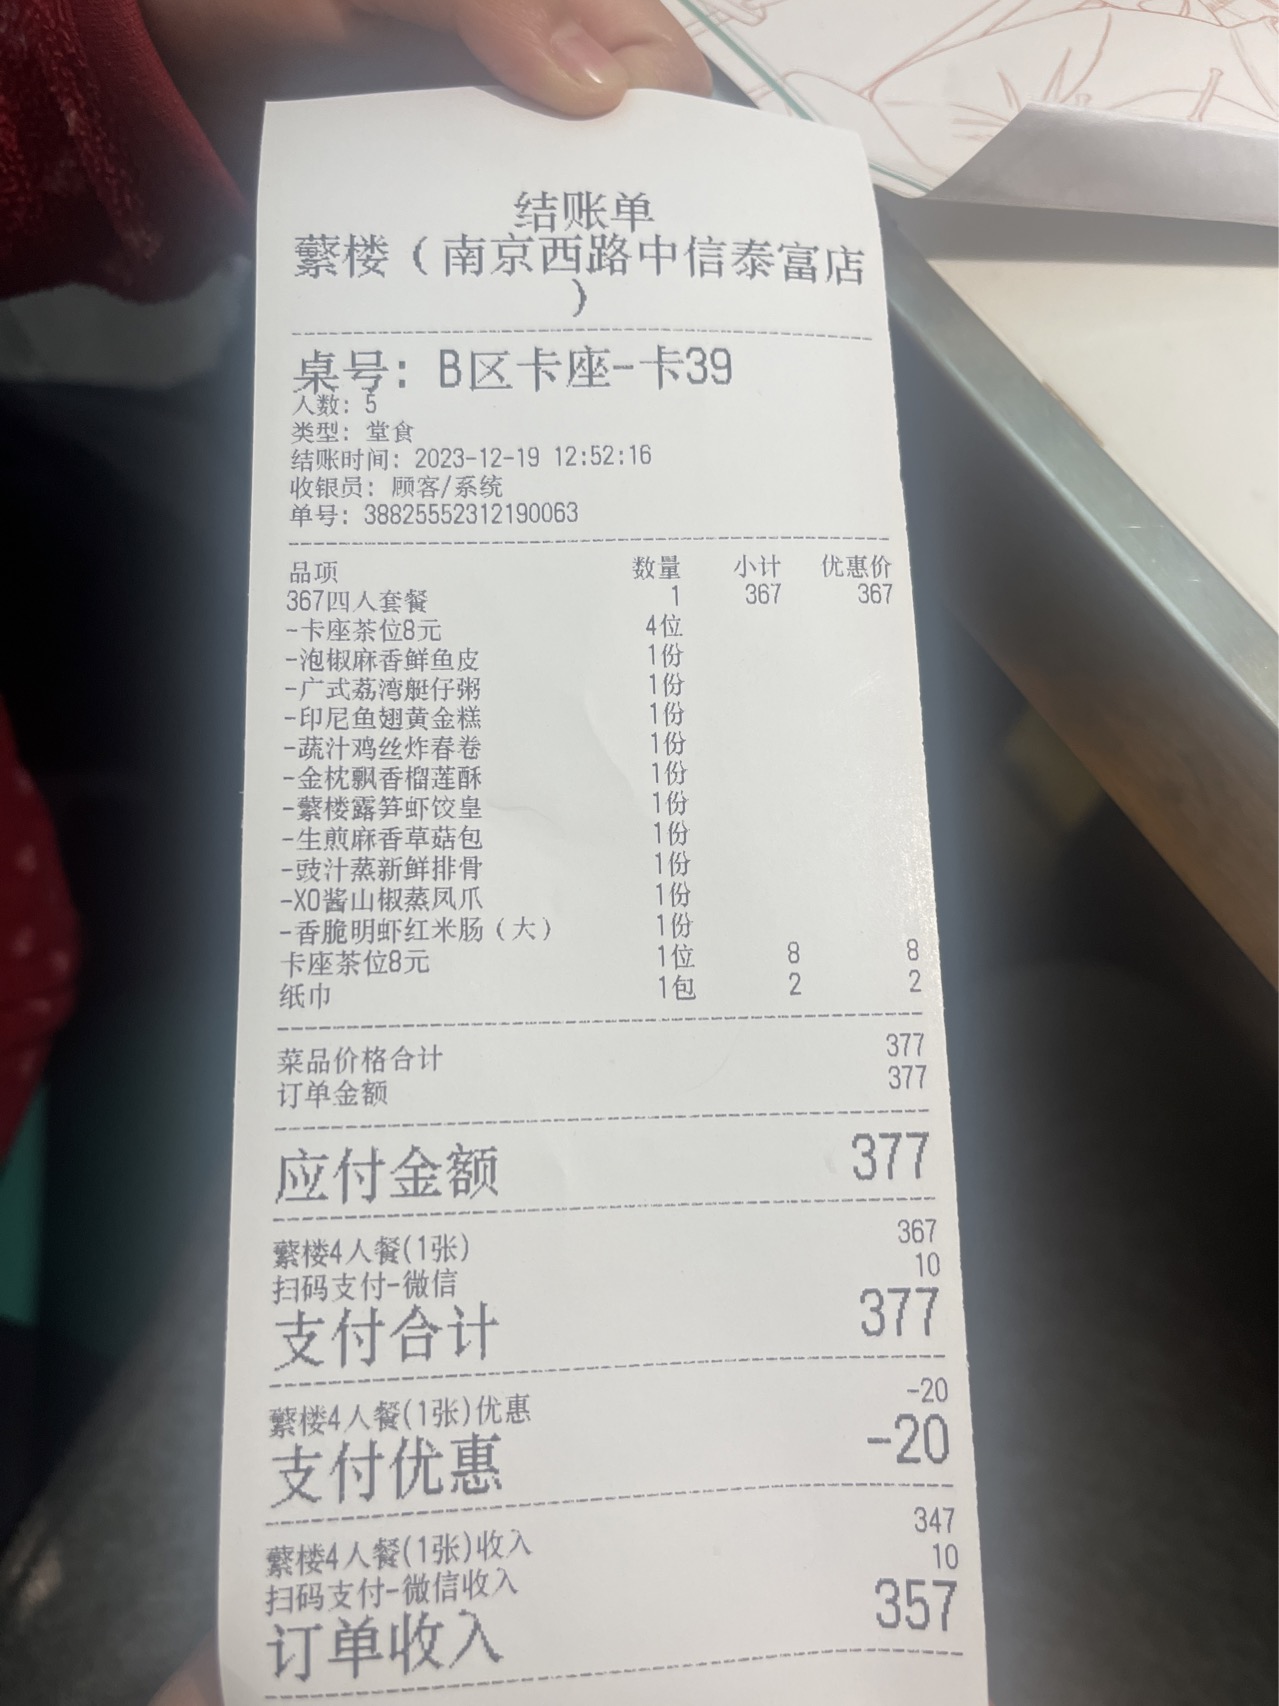 结账单
蘩楼（南京西路中信泰富店
）
桌号: B区卡座-卡39
人数: 5
类型: 堂食
结账时间: 2023-12-19 12:52:16
收银员: 顾客/系统
单号: 38825552312190063
品项 数量 小计 优惠价
367四人套餐 1 367 367
-卡座茶位8元 4位
-泡椒麻香鲜鱼皮 1份
-广式荔湾艇仔粥 1份
-印尼鱼翅黄金糕 1份
-蔬汁鸡丝炸春卷 1份
-金枕飘香榴莲酥 1份
-蘩楼露笋虾饺皇 1份
-生煎麻香草菇包 1份
-豉汁蒸新鲜排骨 1份
-XO酱山椒蒸凤爪 1份
-香脆明虾红米肠（大） 1份
卡座茶位8元 1位 8 8
纸巾 1包 2 2
菜品价格合计 377
订单金额 377
应付金额 377
蘩楼4人餐(1张) 367
扫码支付-微信 10
支付合计 377
蘩楼4人餐(1张)优惠 -20
支付优惠 -20
蘩楼4人餐(1张)收入 347
扫码支付-微信收入 10
订单收入 357